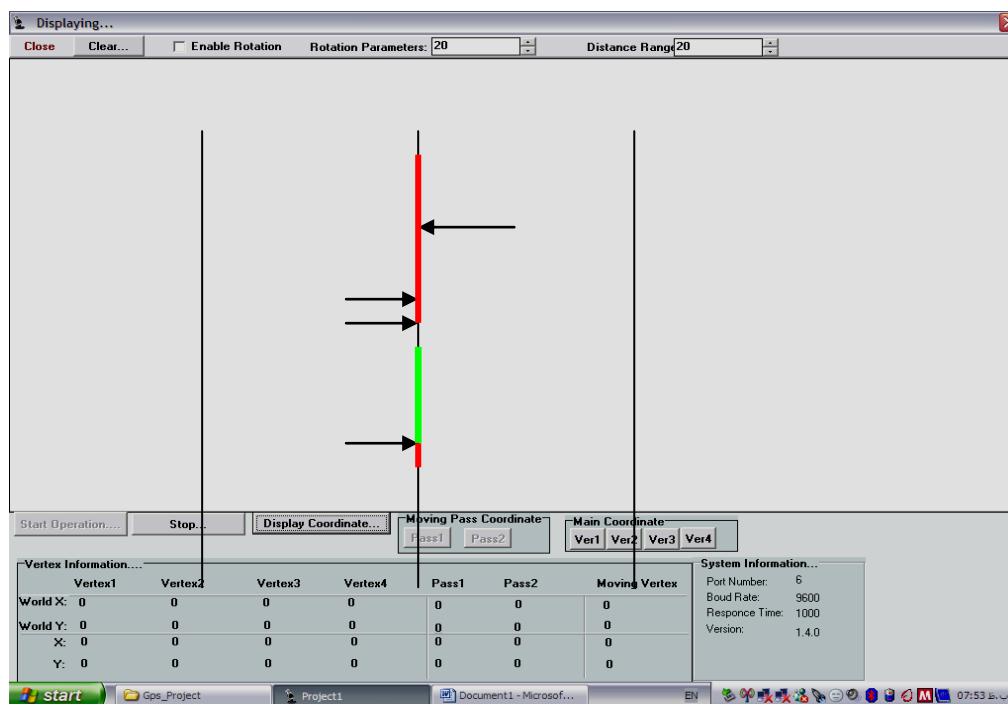 Displaying...
Close Clear... Enable Rotation Rotation Parameters: 20 Distance Rang 20
Start Operation.... Stop... Display Coordinate... Moving Pass Coordinate Main Coordinate
Pass1 Pass2 Ver1 Ver2 Ver3 Ver4
Vertex Information.... System Information...
Vertex1 Vertex2 Vertex3 Vertex4 Pass1 Pass2 Moving Vertex Port Number: 6
World X: 0 0 0 0 0 0 0 Boud Rate: 9600
Responce Time: 1000
World Y: 0 0 0 0 0 0 0 Version: 1.4.0
X: 0 0 0 0 0 0 0
Y: 0 0 0 0 0 0 0
start Gps_Project Project1 Document1 - Microsof... EN 07:53 ب.ظ